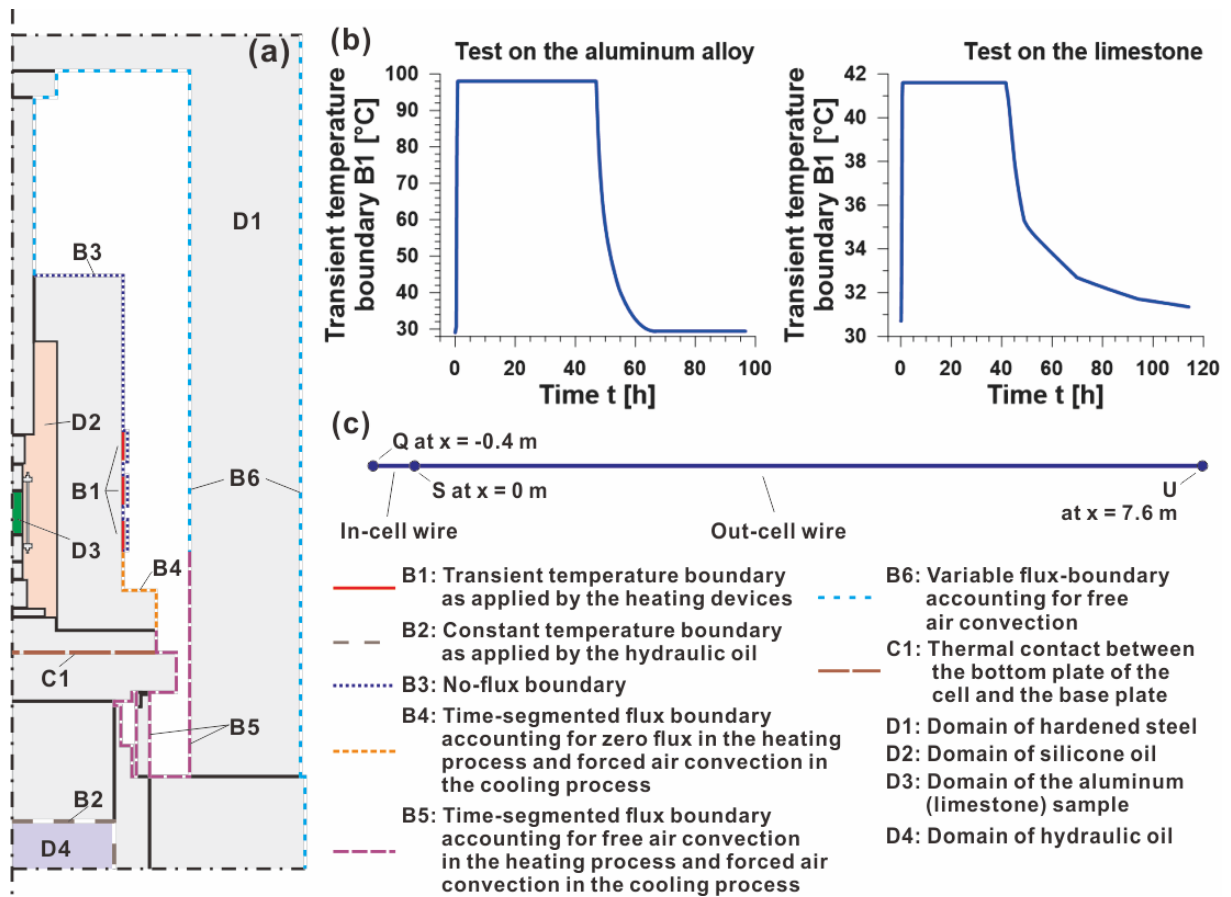 (a)
D1
B3
D2
B1
B6
D3
B4
C1
B5
B2
D4
(b)
Test on the aluminum alloy
Transient temperature
boundary B1 [°C]
100
90
80
70
60
50
40
30
0
20
40
60
80
100
Time t [h]
Test on the limestone
Transient temperature
boundary B1 [°C]
42
40
38
36
34
32
30
0
20
40
60
80
100
120
Time t [h]
(c)
Q at x = -0.4 m
S at x = 0 m
U
at x = 7.6 m
In-cell wire
Out-cell wire
B1: Transient temperature boundary
as applied by the heating devices
B2: Constant temperature boundary
as applied by the hydraulic oil
B3: No-flux boundary
B4: Time-segmented flux boundary
accounting for zero flux in the heating
process and forced air convection in
the cooling process
B5: Time-segmented flux boundary
accounting for free air convection
in the heating process and forced air
convection in the cooling process
B6: Variable flux-boundary
accounting for free
air convection
C1: Thermal contact between
the bottom plate of the
cell and the base plate
D1: Domain of hardened steel
D2: Domain of silicone oil
D3: Domain of the aluminum
(limestone) sample
D4: Domain of hydraulic oil